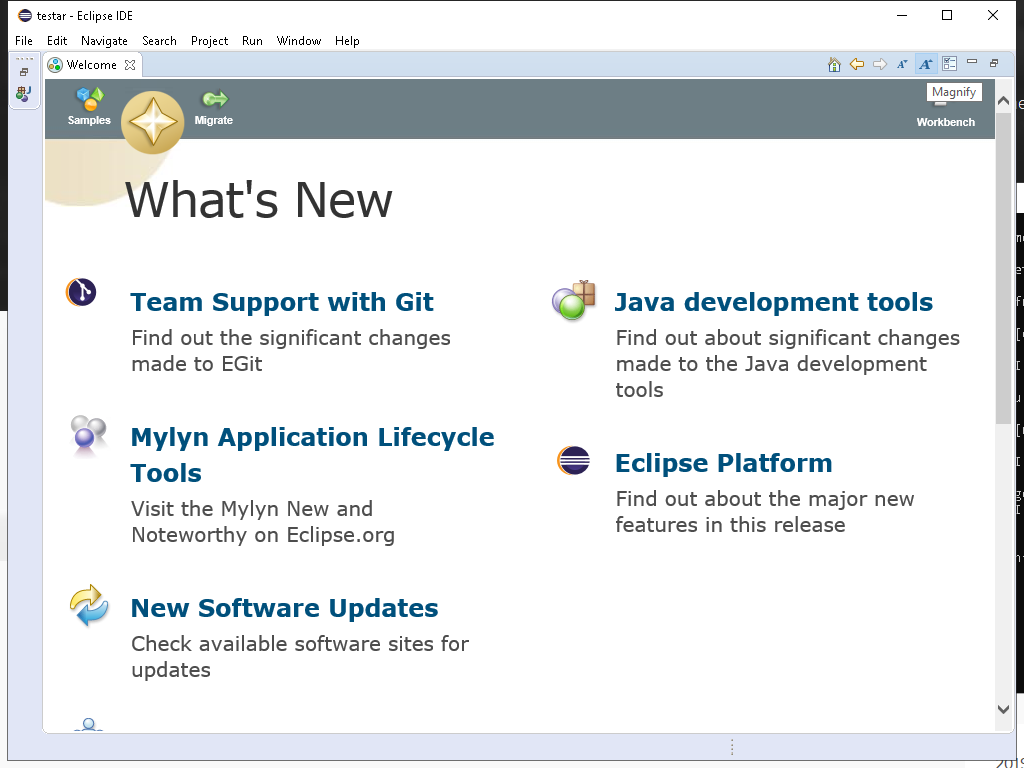 testar - Eclipse IDE
File Edit Navigate Search Project Run Window Help
Welcome
Magnify
Samples Migrate Workbench
What's New
Team Support with Git
Find out the significant changes
made to EGit
Mylyn Application Lifecycle
Tools
Visit the Mylyn New and
Noteworthy on Eclipse.org
New Software Updates
Check available software sites for
updates
Java development tools
Find out about significant changes
made to the Java development
tools
Eclipse Platform
Find out about the major new
features in this release